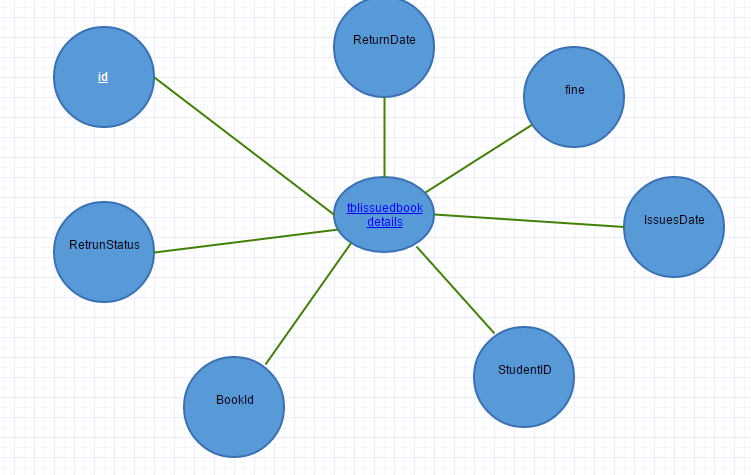 ReturnDate
id
fine
tblissuedbook
details
IssuesDate
RetrunStatus
StudentID
BookId